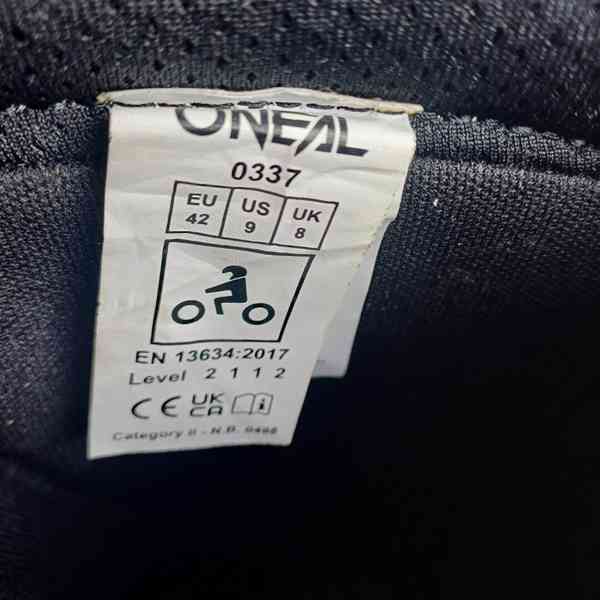 ONEAL
0337
EU US UK
42 9 8
EN 13634:2017
Level 2 1 1 2
CE UK CA i
Category II - N.B. 0498